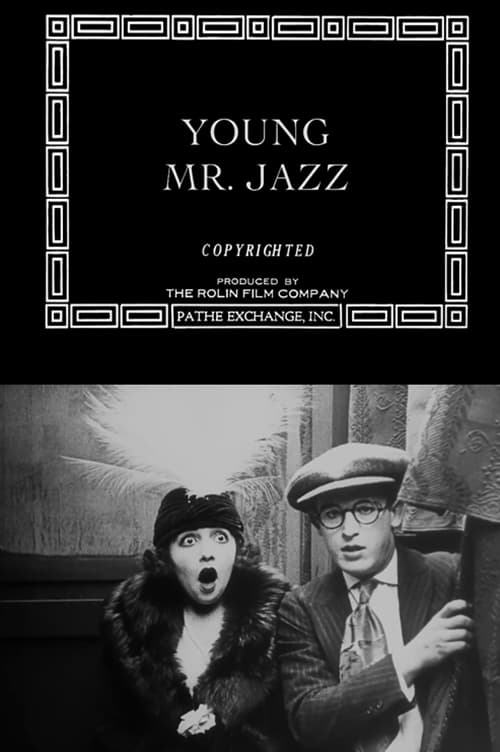 YOUNG
MR. JAZZ
COPYRIGHTED
PRODUCED BY
THE ROLIN FILM COMPANY
PATHE EXCHANGE, INC.